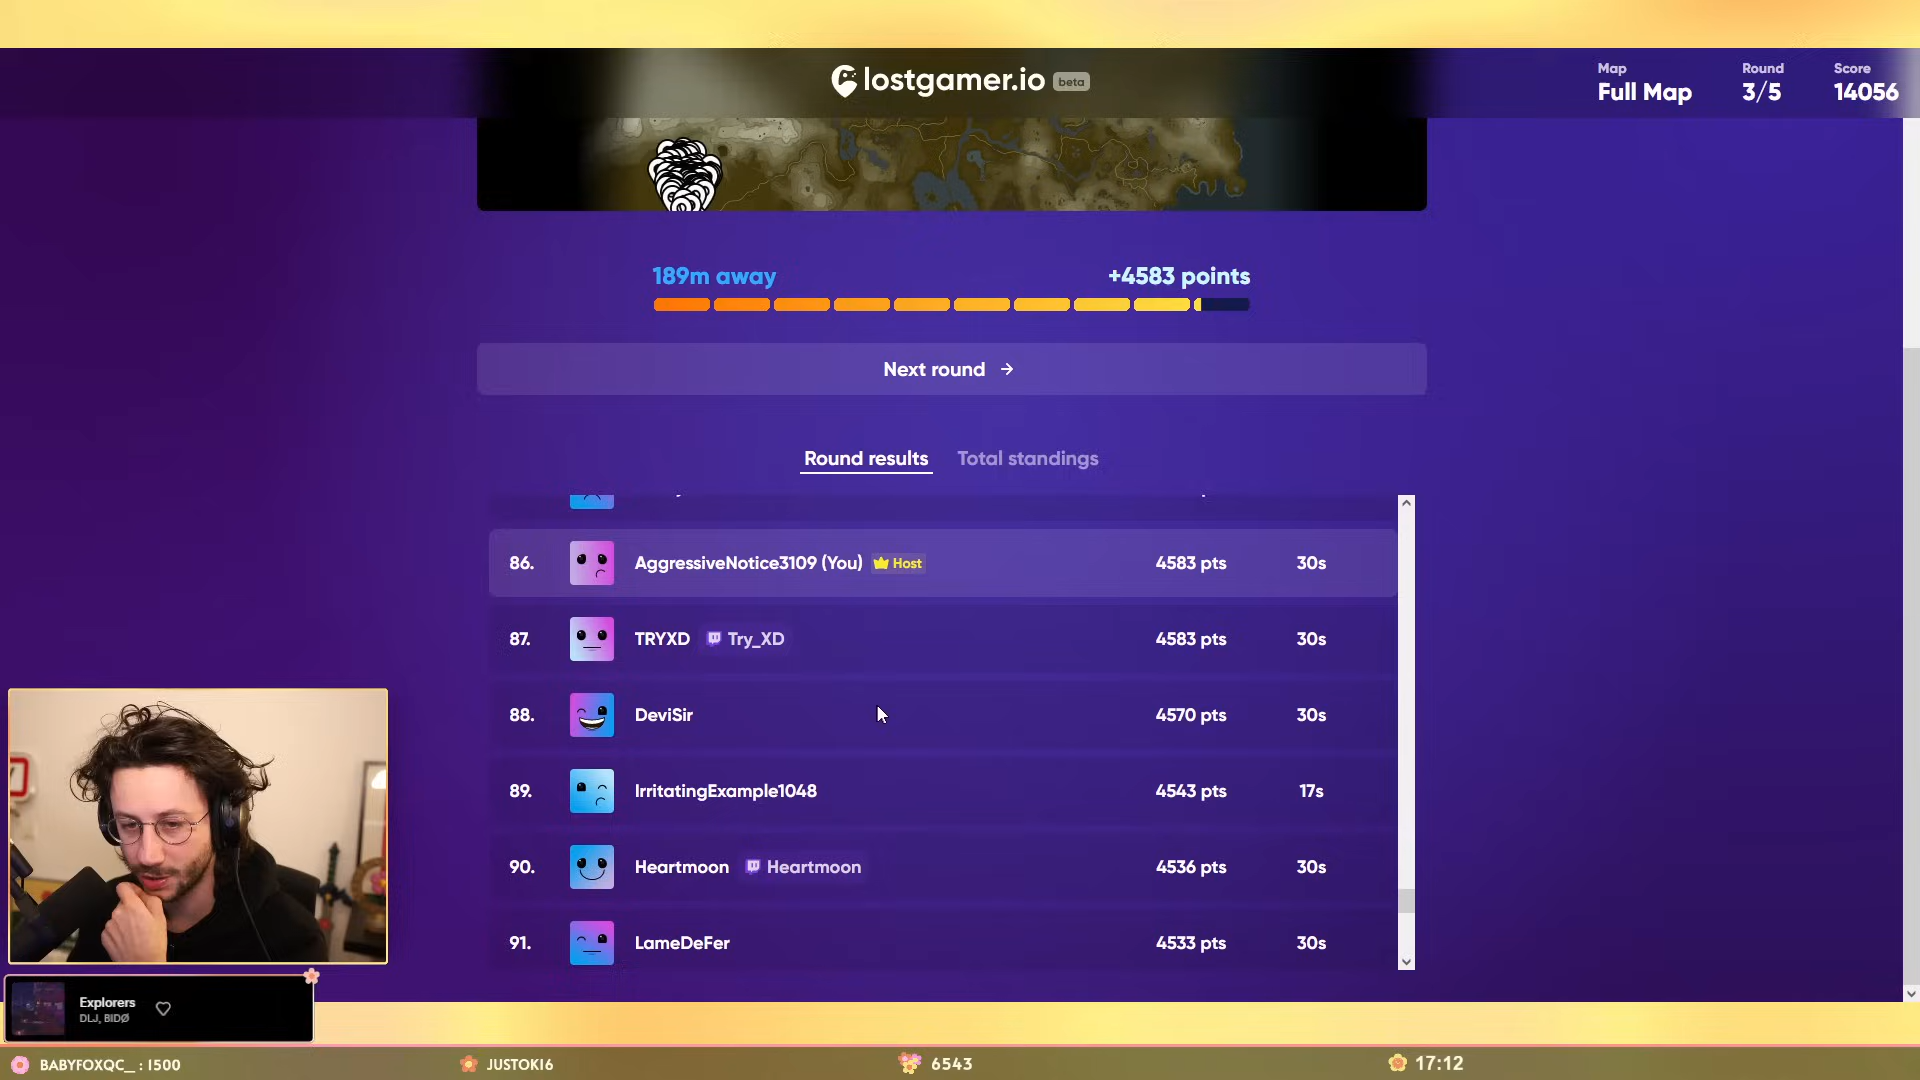 lostgamer.io beta
Map
Full Map
Round
3/5
Score
14056
189m away
+4583 points
Next round →
Round results
Total standings
86. AggressiveNotice3109 (You) Host 4583 pts 30s
87. TRYXD Try_XD 4583 pts 30s
88. DeviSir 4570 pts 30s
89. IrritatingExample1048 4543 pts 17s
90. Heartmoon Heartmoon 4536 pts 30s
91. LameDeFer 4533 pts 30s
Explorers
DLJ, BIDØ
BABYFOXQC_ : 1500
JUSTOKI6
6543
17:12